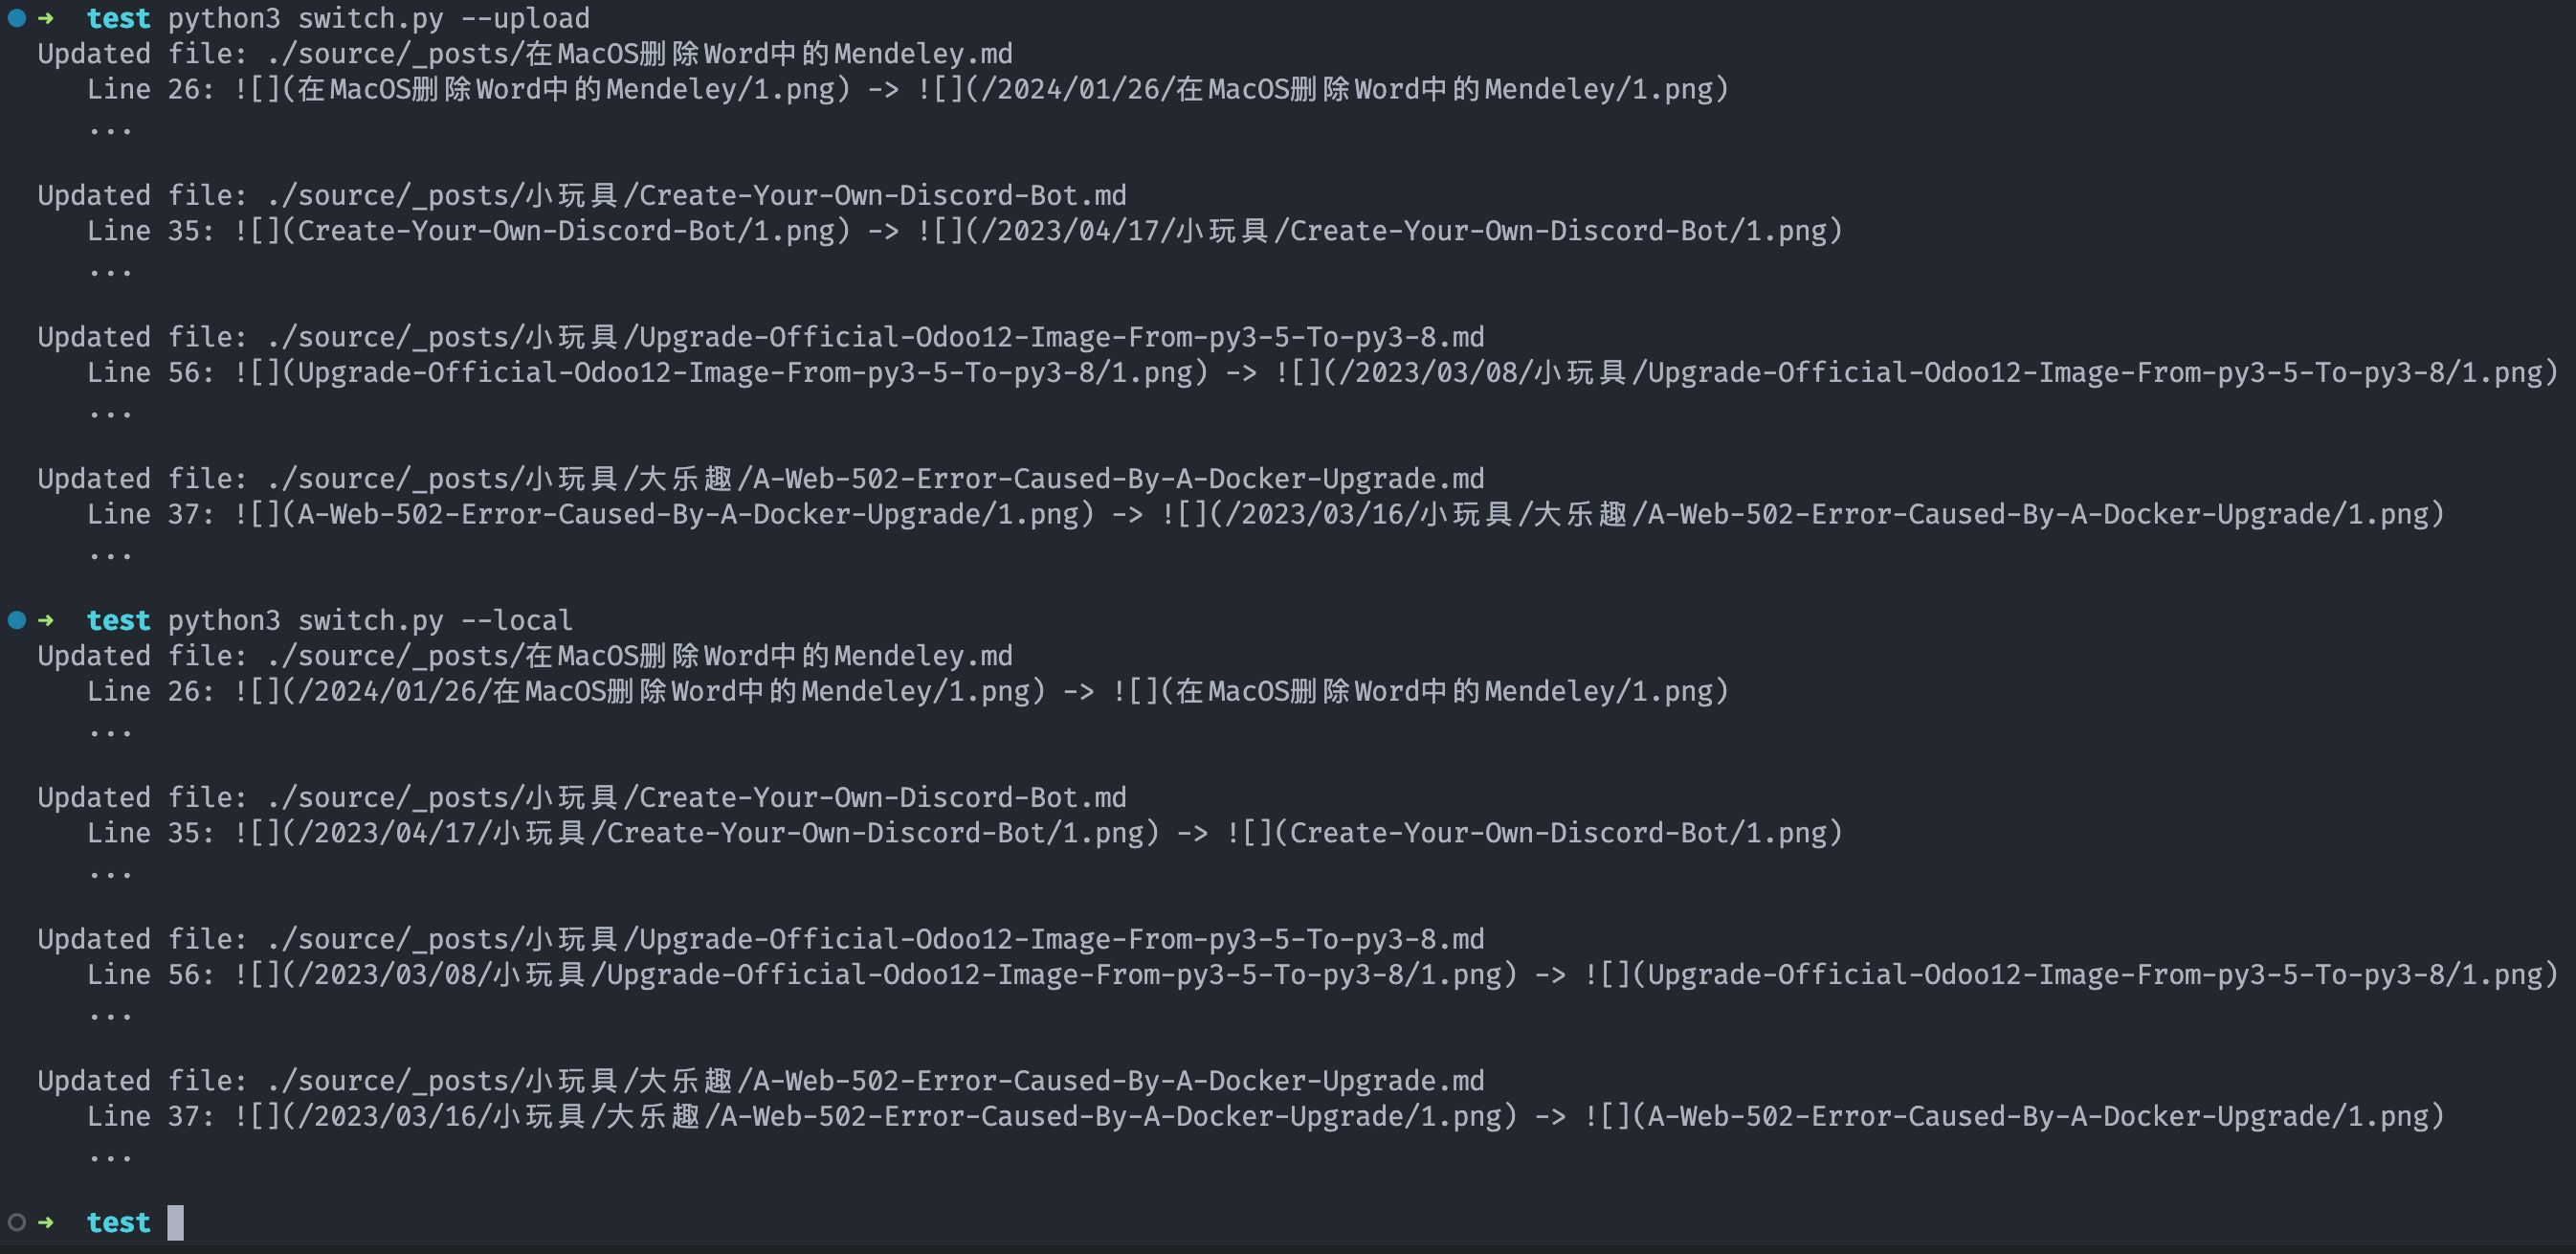 ➜ test python3 switch.py --upload
Updated file: ./source/_posts/在MacOS删除Word中的Mendeley.md
Line 26: ![](在MacOS删除Word中的Mendeley/1.png) -> ![](/2024/01/26/在MacOS删除Word中的Mendeley/1.png)
...
Updated file: ./source/_posts/小玩具/Create-Your-Own-Discord-Bot.md
Line 35: ![](Create-Your-Own-Discord-Bot/1.png) -> ![](/2023/04/17/小玩具/Create-Your-Own-Discord-Bot/1.png)
...
Updated file: ./source/_posts/小玩具/Upgrade-Official-Odoo12-Image-From-py3-5-To-py3-8.md
Line 56: ![](Upgrade-Official-Odoo12-Image-From-py3-5-To-py3-8/1.png) -> ![](/2023/03/08/小玩具/Upgrade-Official-Odoo12-Image-From-py3-5-To-py3-8/1.png)
...
Updated file: ./source/_posts/小玩具/大乐趣/A-Web-502-Error-Caused-By-A-Docker-Upgrade.md
Line 37: ![](A-Web-502-Error-Caused-By-A-Docker-Upgrade/1.png) -> ![](/2023/03/16/小玩具/大乐趣/A-Web-502-Error-Caused-By-A-Docker-Upgrade/1.png)
...
➜ test python3 switch.py --local
Updated file: ./source/_posts/在MacOS删除Word中的Mendeley.md
Line 26: ![](/2024/01/26/在MacOS删除Word中的Mendeley/1.png) -> ![](在MacOS删除Word中的Mendeley/1.png)
...
Updated file: ./source/_posts/小玩具/Create-Your-Own-Discord-Bot.md
Line 35: ![](/2023/04/17/小玩具/Create-Your-Own-Discord-Bot/1.png) -> ![](Create-Your-Own-Discord-Bot/1.png)
...
Updated file: ./source/_posts/小玩具/Upgrade-Official-Odoo12-Image-From-py3-5-To-py3-8.md
Line 56: ![](/2023/03/08/小玩具/Upgrade-Official-Odoo12-Image-From-py3-5-To-py3-8/1.png) -> ![](Upgrade-Official-Odoo12-Image-From-py3-5-To-py3-8/1.png)
...
Updated file: ./source/_posts/小玩具/大乐趣/A-Web-502-Error-Caused-By-A-Docker-Upgrade.md
Line 37: ![](/2023/03/16/小玩具/大乐趣/A-Web-502-Error-Caused-By-A-Docker-Upgrade/1.png) -> ![](A-Web-502-Error-Caused-By-A-Docker-Upgrade/1.png)
...
➜ test